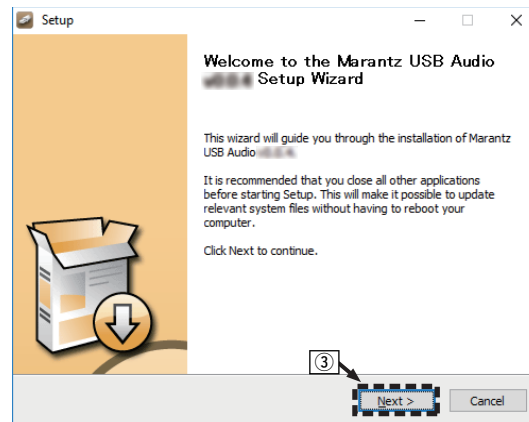 Setup
Welcome to the Marantz USB Audio
Setup Wizard
This wizard will guide you through the installation of Marantz
USB Audio
It is recommended that you close all other applications
before starting Setup. This will make it possible to update
relevant system files without having to reboot your
computer.
Click Next to continue.
③
Next >
Cancel